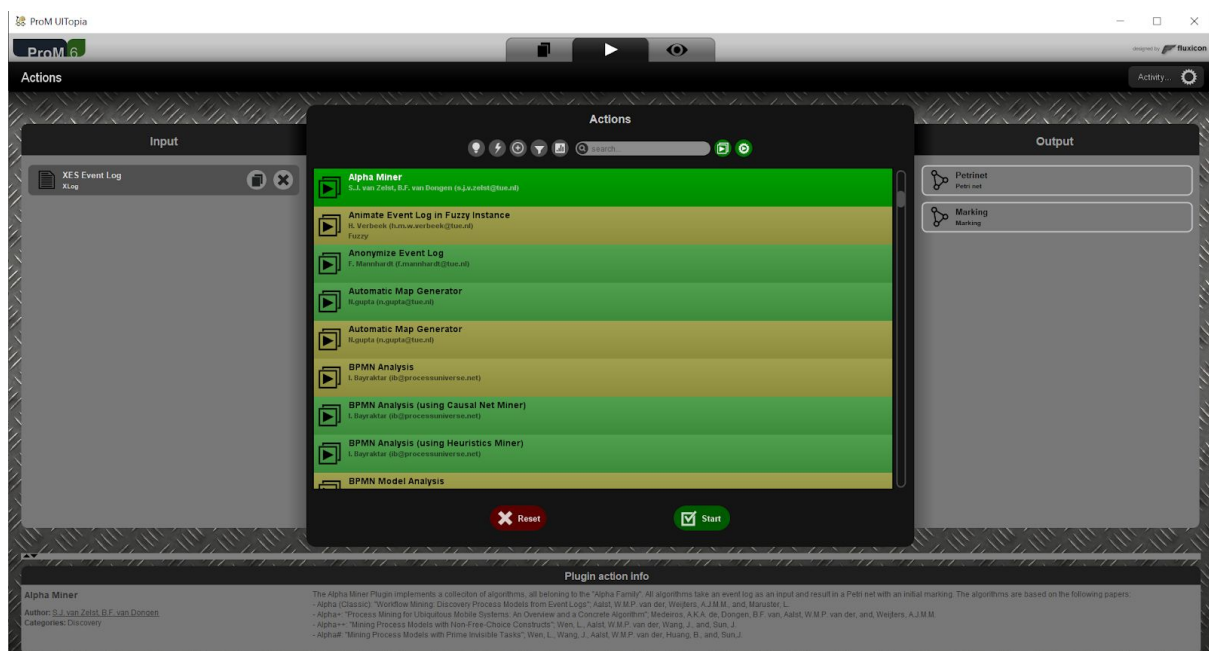 ProM UITopia
ProM 6
designed by fluxicon
Actions
Activity...
Input
XES Event Log
XLog
Actions
search...
Alpha Miner
S.J. van Zelst, B.F. van Dongen (s.j.v.zelst@tue.nl)
Animate Event Log in Fuzzy Instance
H. Verbeek (h.m.w.verbeek@tue.nl)
Fuzzy
Anonymize Event Log
F. Mannhardt (f.mannhardt@tue.nl)
Automatic Map Generator
N.gupta (n.gupta@tue.nl)
Automatic Map Generator
N.gupta (n.gupta@tue.nl)
BPMN Analysis
I. Bayraktar (ib@processuniverse.net)
BPMN Analysis (using Causal Net Miner)
I. Bayraktar (ib@processuniverse.net)
BPMN Analysis (using Heuristics Miner)
I. Bayraktar (ib@processuniverse.net)
BPMN Model Analysis
Reset
Start
Output
Petrinet
Petri net
Marking
Marking
Plugin action info
Alpha Miner
Author: S.J. van Zelst, B.F. van Dongen
Categories: Discovery
The Alpha Miner Plugin implements a collection of algorithms, all beloning to the "Alpha Family". All algorithms take an event log as an input and result in a Petri net with an initial marking. The algorithms are based on the following papers:
- Alpha (Classic): "Workflow Mining: Discovery Process Models from Event Logs"; Aalst, W.M.P. van der, Weijters, A.J.M.M., and, Maruster, L.
- Alpha+: "Process Mining for Ubiquitous Mobile Systems: An Overview and a Concrete Algorithm"; Medeiros, A.K.A. de, Dongen, B.F. van, Aalst, W.M.P. van der, and, Weijters, A.J.M.M.
- Alpha++: "Mining Process Models with Non-Free-Choice Constructs"; Wen, L., Aalst, W.M.P. van der, Wang, J., and, Sun, J.
- Alpha#: "Mining Process Models with Prime Invisible Tasks"; Wen, L., Wang, J., Aalst, W.M.P. van der, Huang, B., and, Sun,J